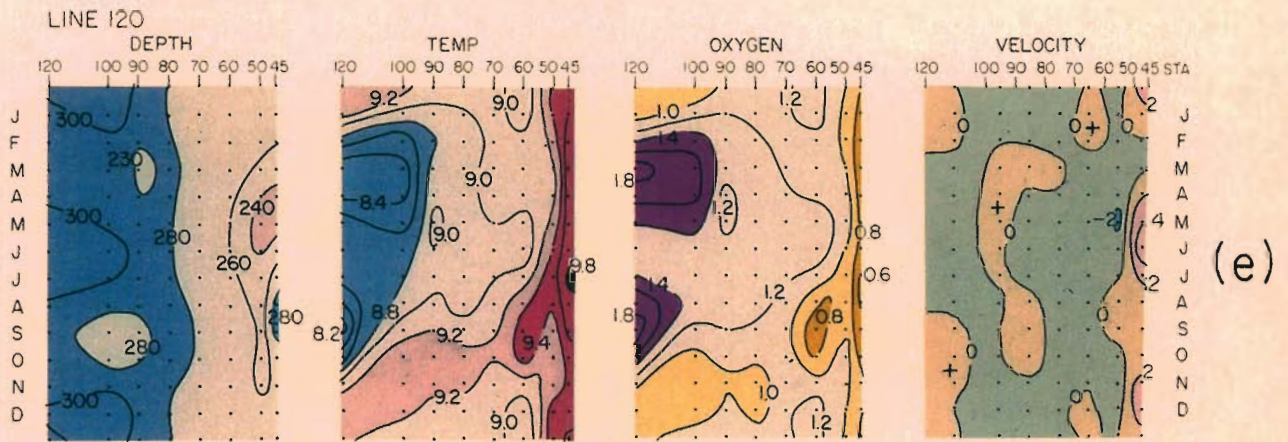 LINE 120
DEPTH TEMP OXYGEN VELOCITY
120 100 90 80 70 60 45 120 100 90 80 70 60 50 45 120 100 90 80 70 60 50 45 120 100 90 80 70 60 50 45 STA
J 300 9.2 9.0 1.0 1.2 0 0 + 0 2 J
F 230 1.4 F
M 9.0 1.8 M
A 240 8.4 1.2 + A
M 300 280 9.0 0.8 0 -2 4 M
J 260 9.8 0.6 J
J 1.4 1.2 2 J
A 280 8.8 0 A
S 8.2 9.4 1.8 0.8 S
O 280 9.2 0 + O
N 9.2 1.0 2 N
D 300 9.0 1.2 0 D
(e)